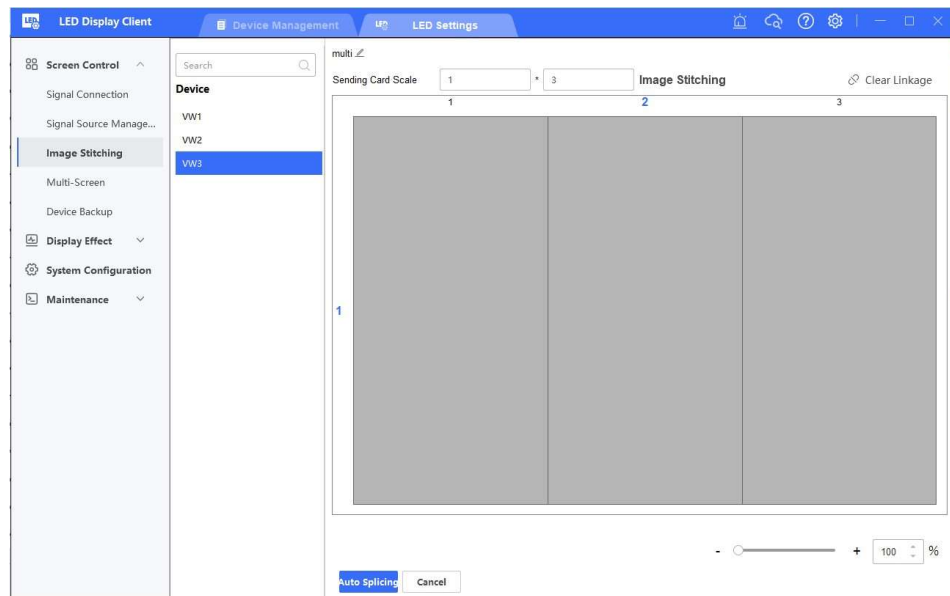 LED LED Display Client Device Management LED LED Settings
multi
Screen Control
Search
Sending Card Scale 1 * 3 Image Stitching Clear Linkage
Signal Connection
Device
1 2 3
VW1
Signal Source Manage...
VW2
Image Stitching
VW3
Multi-Screen
Device Backup
Display Effect
System Configuration
Maintenance
1
- + 100 %
Auto Splicing Cancel